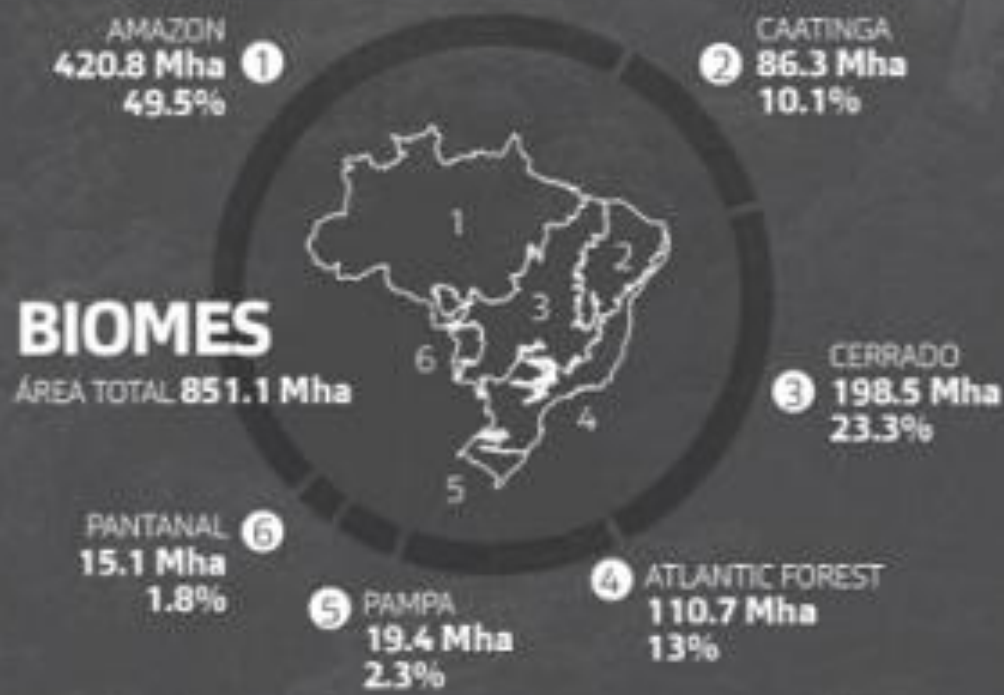 AMAZON
420.8 Mha
49.5%
1
2
CAATINGA
86.3 Mha
10.1%
1
2
3
4
5
6
BIOMES
ÁREA TOTAL 851.1 Mha
3
CERRADO
198.5 Mha
23.3%
4
ATLANTIC FOREST
110.7 Mha
13%
5
PAMPA
19.4 Mha
2.3%
6
PANTANAL
15.1 Mha
1.8%